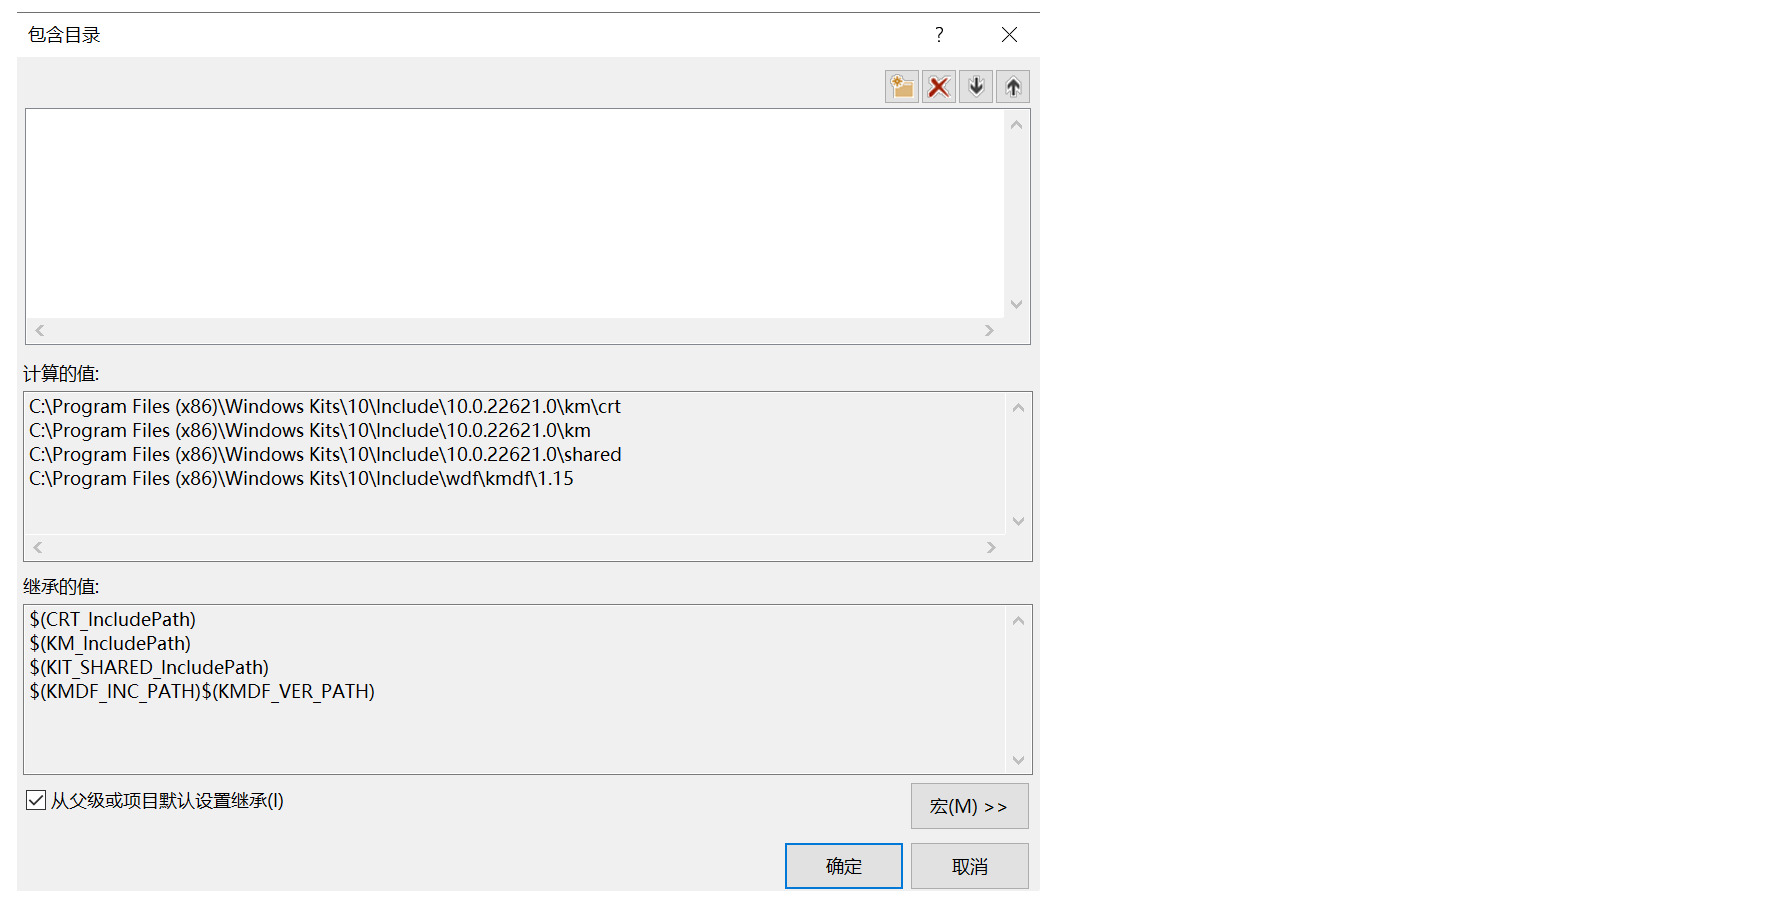 包含目录
?
计算的值:
C:\Program Files (x86)\Windows Kits\10\Include\10.0.22621.0\km\crt
C:\Program Files (x86)\Windows Kits\10\Include\10.0.22621.0\km
C:\Program Files (x86)\Windows Kits\10\Include\10.0.22621.0\shared
C:\Program Files (x86)\Windows Kits\10\Include\wdf\kmdf\1.15
继承的值:
$(CRT_IncludePath)
$(KM_IncludePath)
$(KIT_SHARED_IncludePath)
$(KMDF_INC_PATH)$(KMDF_VER_PATH)
从父级或项目默认设置继承(I)
宏(M) >>
确定
取消